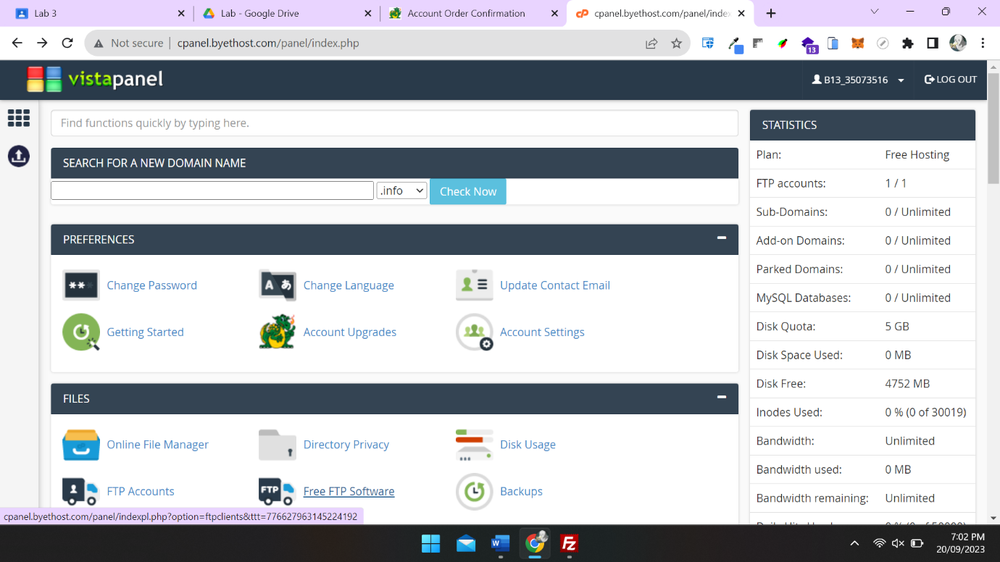 Lab 3
Lab - Google Drive
Account Order Confirmation
cpanel.byethost.com/panel/index
Not secure
cpanel.byethost.com/panel/index.php
13
vistapanel
B13_35073516
LOG OUT
Find functions quickly by typing here.
SEARCH FOR A NEW DOMAIN NAME
.info
Check Now
PREFERENCES
Change Password
Change Language
Update Contact Email
Getting Started
Account Upgrades
Account Settings
FILES
Online File Manager
Directory Privacy
Disk Usage
FTP Accounts
FTP
Free FTP Software
Backups
STATISTICS
Plan: Free Hosting
FTP accounts: 1 / 1
Sub-Domains: 0 / Unlimited
Add-on Domains: 0 / Unlimited
Parked Domains: 0 / Unlimited
MySQL Databases: 0 / Unlimited
Disk Quota: 5 GB
Disk Space Used: 0 MB
Disk Free: 4752 MB
Inodes Used: 0 % (0 of 30019)
Bandwidth: Unlimited
Bandwidth used: 0 MB
Bandwidth remaining: Unlimited
cpanel.byethost.com/panel/indexpl.php?option=ftpclients&ttt=776627963145224192
7:02 PM
20/09/2023